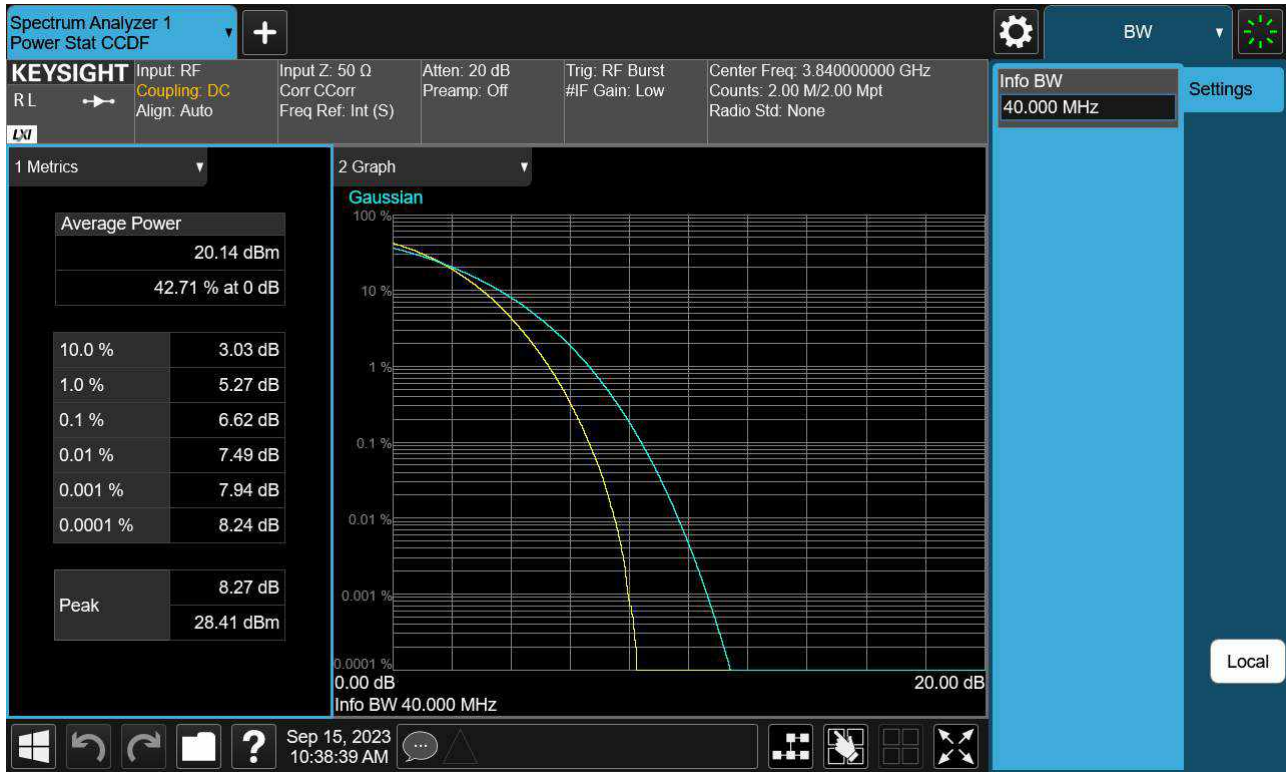 Spectrum Analyzer 1
Power Stat CCDF
+
BW
KEYSIGHT
RL
LXI
Input: RF
Coupling: DC
Align: Auto
Input Z: 50 Ω
Corr CCorr
Freq Ref: Int (S)
Atten: 20 dB
Preamp: Off
Trig: RF Burst
#IF Gain: Low
Center Freq: 3.840000000 GHz
Counts: 2.00 M/2.00 Mpt
Radio Std: None
Info BW
40.000 MHz
Settings
1 Metrics
Average Power
20.14 dBm
42.71 % at 0 dB
10.0 % 3.03 dB
1.0 % 5.27 dB
0.1 % 6.62 dB
0.01 % 7.49 dB
0.001 % 7.94 dB
0.0001 % 8.24 dB
Peak 8.27 dB
28.41 dBm
2 Graph
Gaussian
100 %
10 %
1 %
0.1 %
0.01 %
0.001 %
0.0001 %
0.00 dB 20.00 dB
Info BW 40.000 MHz
Local
?
Sep 15, 2023
10:38:39 AM